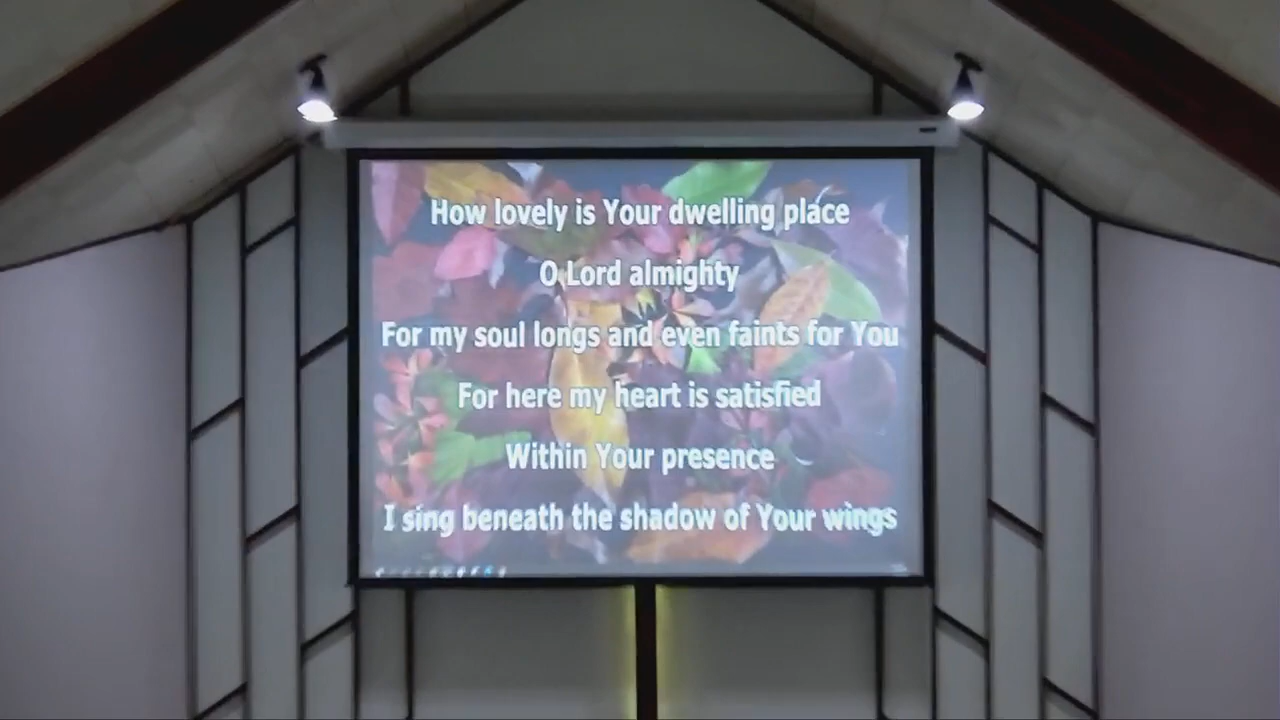 How lovely is Your dwelling place
O Lord almighty
For my soul longs and even faints for You
For here my heart is satisfied
Within Your presence
I sing beneath the shadow of Your wings